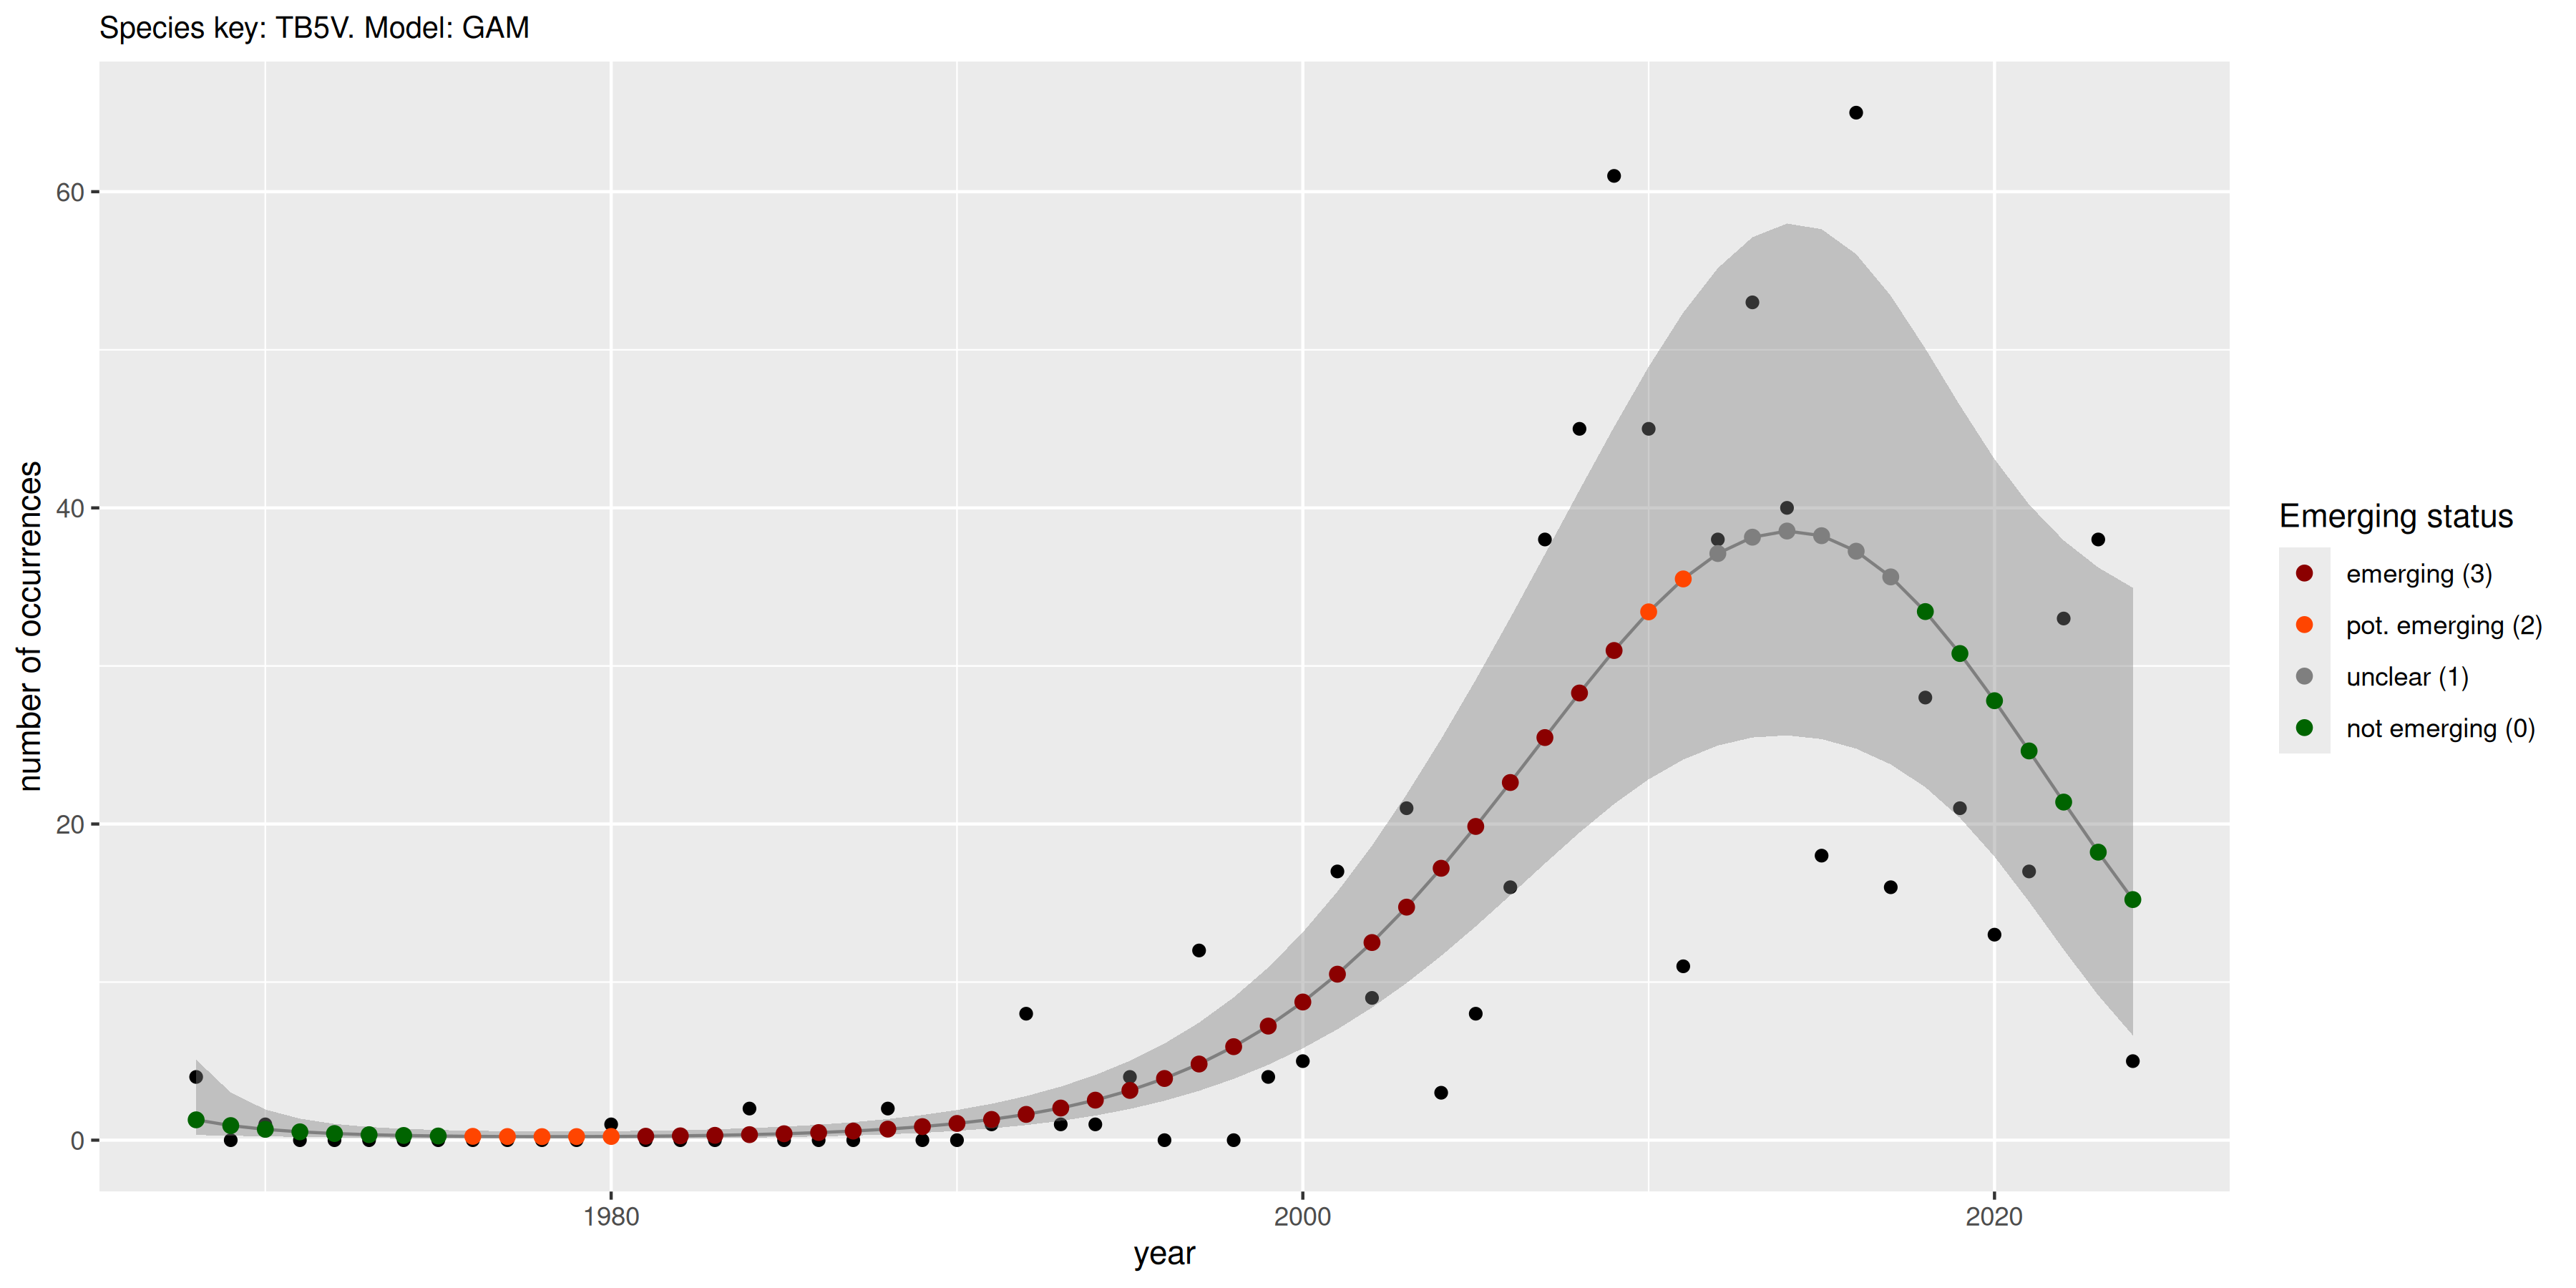 Species key: TB5V. Model: GAM
number of occurrences
60
40
20
0
1980
2000
2020
year
Emerging status
emerging (3)
pot. emerging (2)
unclear (1)
not emerging (0)